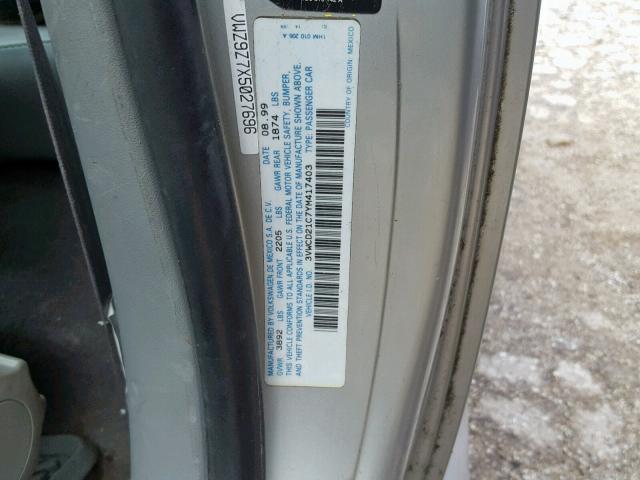 VWZ9Z7X5027696
MANUFACTURED BY VOLKSWAGEN DE MEXICO S.A. DE C.V. DATE 08.99
GVWR 3892 LBS GAWR FRONT 2205 LBS GAWR REAR 1874 LBS
THIS VEHICLE CONFORMS TO ALL APPLICABLE U.S. FEDERAL MOTOR VEHICLE SAFETY, BUMPER,
AND THEFT PREVENTION STANDARDS IN EFFECT ON THE DATE OF MANUFACTURE SHOWN ABOVE.
VEHICLE I.D. NO. 3VWCD21C7YM417403 TYPE: PASSENGER CAR
1HM 010 206 A
COUNTRY OF ORIGIN: MEXICO